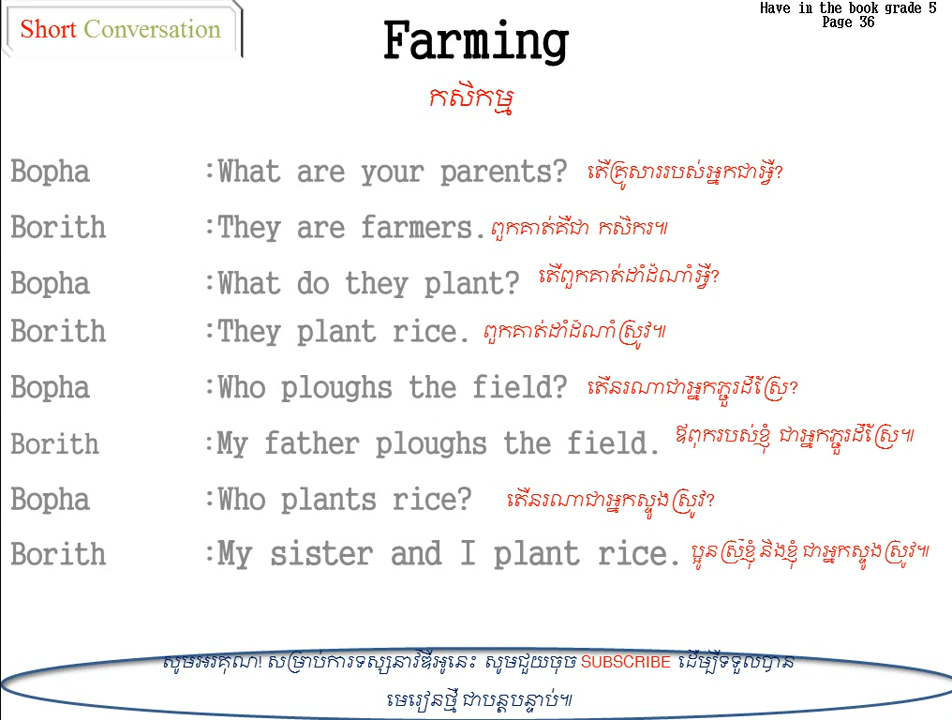 Short Conversation
Have in the book grade 5
Page 36
Farming
កសិកម្ម
Bopha :What are your parents? តើគ្រូសាររបស់អ្នកជាអ្វី?
Borith :They are farmers. ពួកគាត់គឺជា កសិករ។
Bopha :What do they plant? តើពួកគាត់ដាំដំណាំអ្វី?
Borith :They plant rice. ពួកគាត់ដាំដំណាំស្រូវ។
Bopha :Who ploughs the field? តើនរណាជាអ្នកភ្ជួរដីស្រែ?
Borith :My father ploughs the field. ឪពុករបស់ខ្ញុំ ជាអ្នកភ្ជួរដីស្រែ។
Bopha :Who plants rice? តើនរណាជាអ្នកស្ទូងស្រូវ?
Borith :My sister and I plant rice. ប្អូនស្រីខ្ញុំ និងខ្ញុំ ជាអ្នកស្ទូងស្រូវ។
សូមអរគុណ! សម្រាប់ការទស្សនាវីឌីអូនេះ សូមជួយចុច SUBSCRIBE ដើម្បីទទួលបាន
មេរៀនថ្មី ជាបន្តបន្ទាប់។